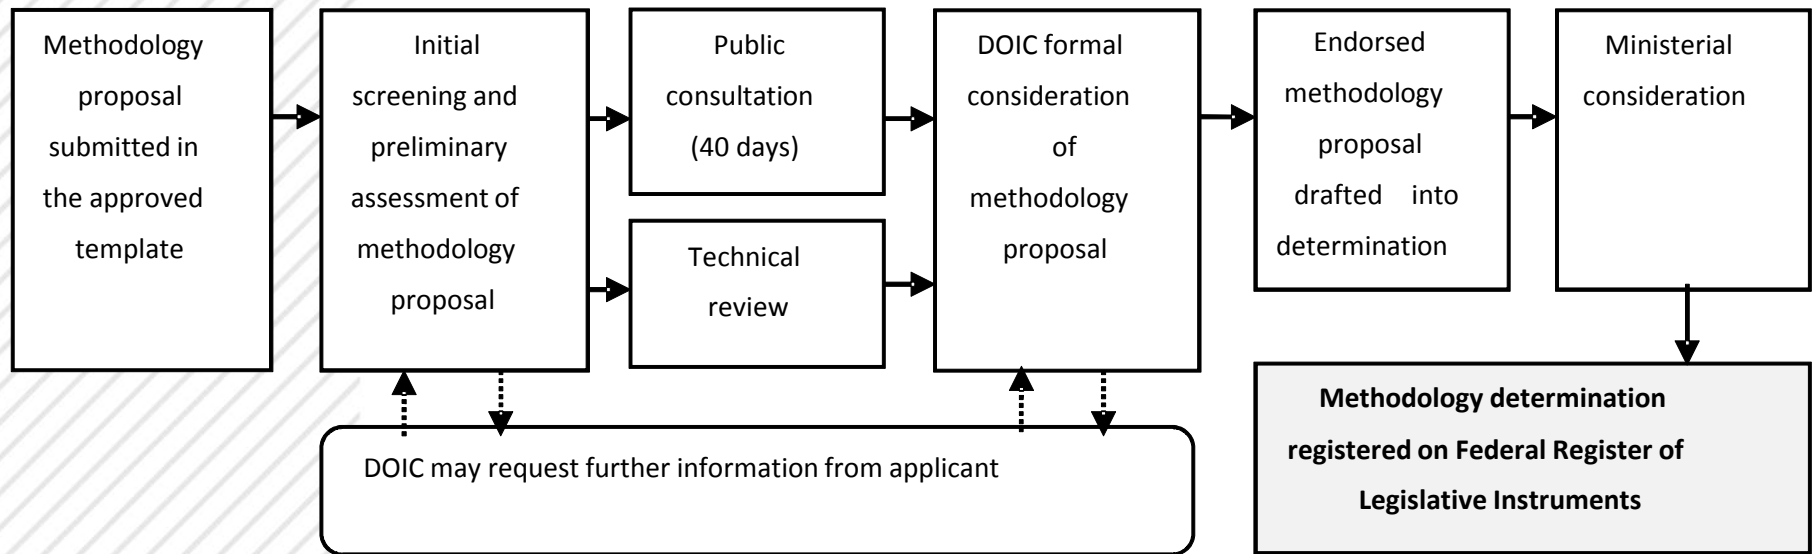 Methodology
proposal
submitted in
the approved
template
Initial
screening and
preliminary
assessment of
methodology
proposal
Public
consultation
(40 days)
Technical
review
DOIC formal
consideration
of
methodology
proposal
Endorsed
methodology
proposal
drafted into
determination
Ministerial
consideration
DOIC may request further information from applicant
Methodology determination
registered on Federal Register of
Legislative Instruments